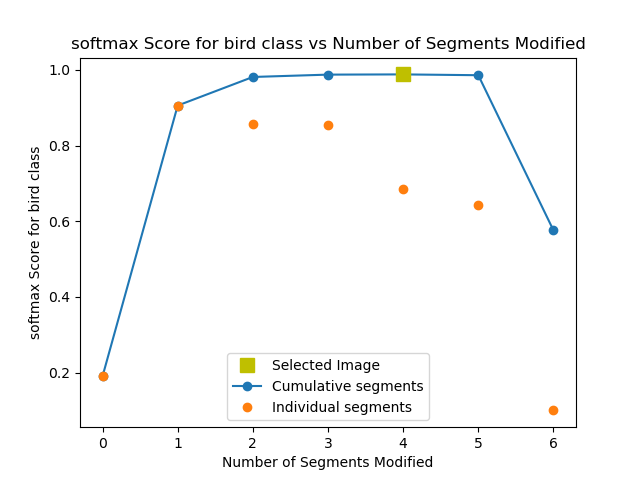 softmax Score for bird class vs Number of Segments Modified
softmax Score for bird class
1.0
0.8
0.6
0.4
0.2
Selected Image
Cumulative segments
Individual segments
0 1 2 3 4 5 6
Number of Segments Modified